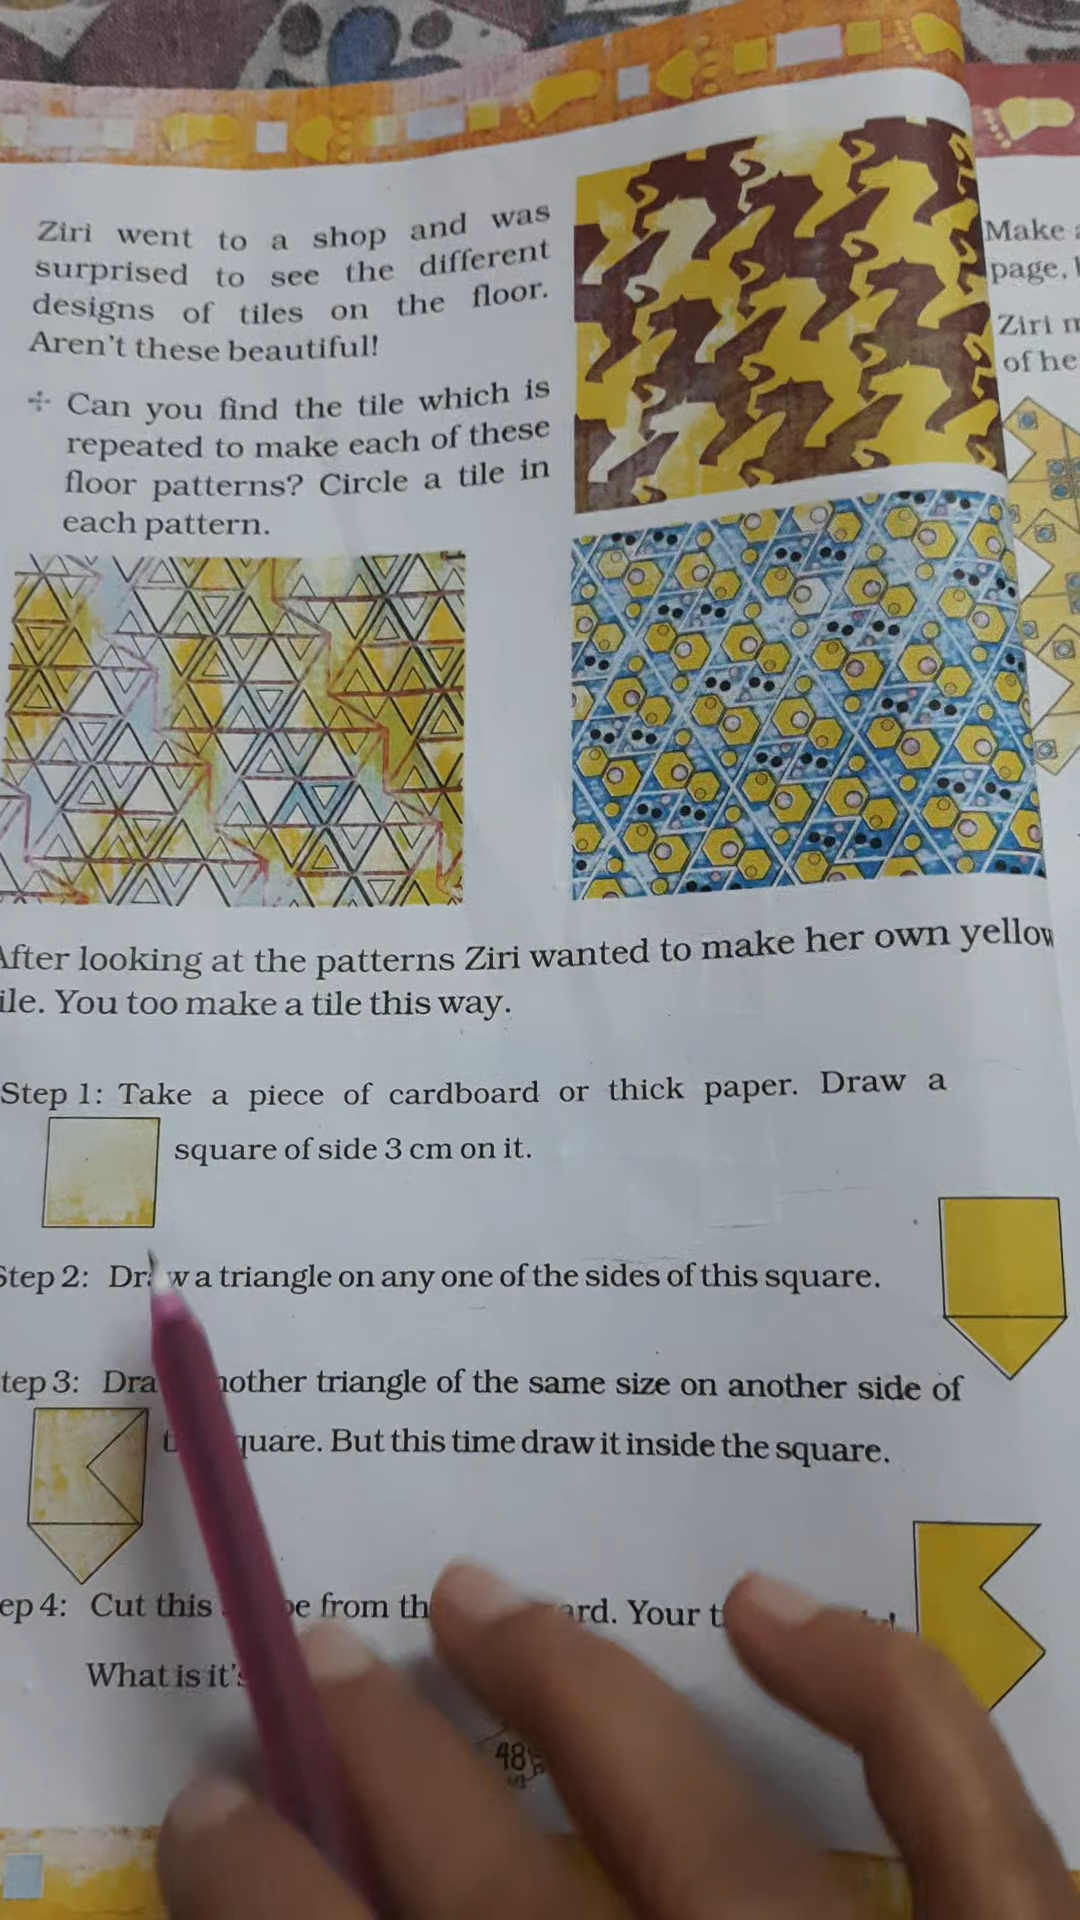 Ziri went to a shop and was
surprised to see the different
designs of tiles on the floor.
Aren't these beautiful!
Can you find the tile which is
repeated to make each of these
floor patterns? Circle a tile in
each pattern.
After looking at the patterns Ziri wanted to make her own yellow
ile. You too make a tile this way.
Step 1: Take a piece of cardboard or thick paper. Draw a
square of side 3 cm on it.
Step 2: Draw a triangle on any one of the sides of this square.
tep 3: Dra nother triangle of the same size on another side of
quare. But this time draw it inside the square.
ep 4: Cut this e from th ard. Your t
What is it's
48
Make
page,
Ziri m
of he